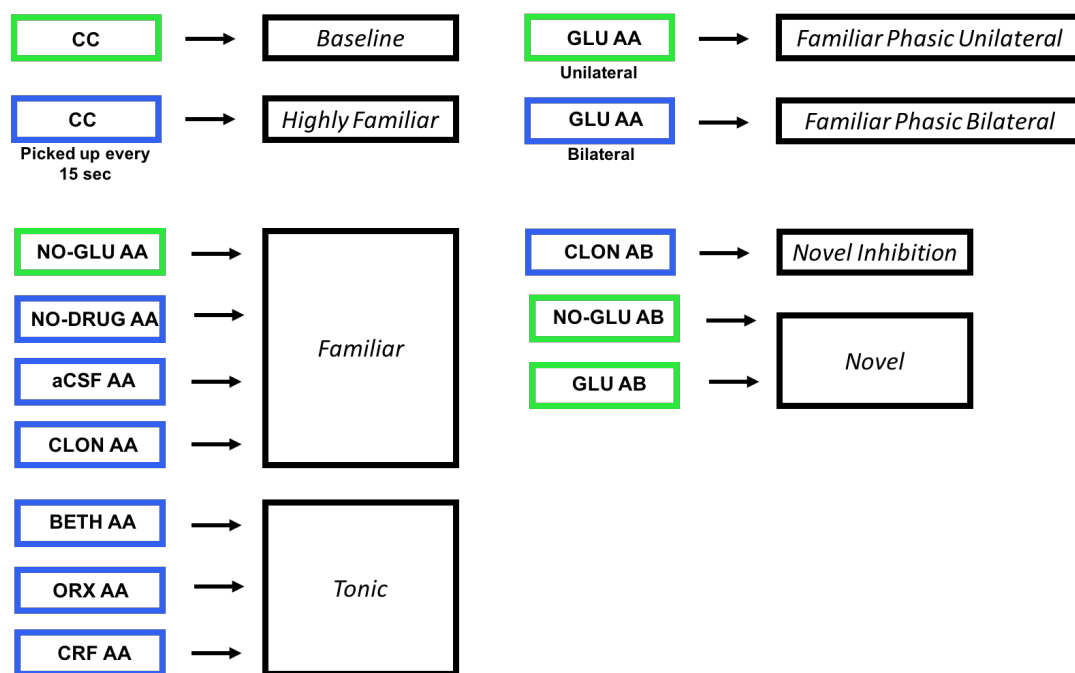 CC
Baseline
CC
Highly Familiar
Picked up every
15 sec
GLU AA
Familiar Phasic Unilateral
Unilateral
GLU AA
Familiar Phasic Bilateral
Bilateral
NO-GLU AA
NO-DRUG AA
aCSF AA
CLON AA
Familiar
BETH AA
ORX AA
CRF AA
Tonic
CLON AB
Novel Inhibition
NO-GLU AB
GLU AB
Novel